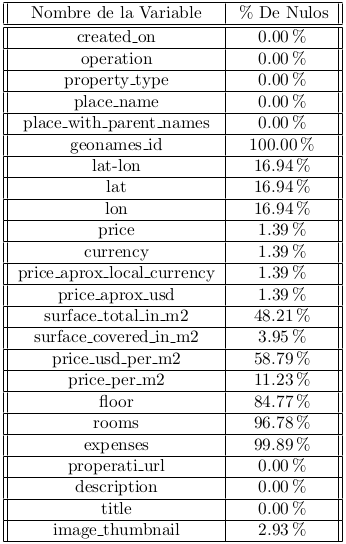 Nombre de la Variable % De Nulos
created_on 0.00 %
operation 0.00 %
property_type 0.00 %
place_name 0.00 %
place_with_parent_names 0.00 %
geonames_id 100.00 %
lat-lon 16.94 %
lat 16.94 %
lon 16.94 %
price 1.39 %
currency 1.39 %
price_aprox_local_currency 1.39 %
price_aprox_usd 1.39 %
surface_total_in_m2 48.21 %
surface_covered_in_m2 3.95 %
price_usd_per_m2 58.79 %
price_per_m2 11.23 %
floor 84.77 %
rooms 96.78 %
expenses 99.89 %
properati_url 0.00 %
description 0.00 %
title 0.00 %
image_thumbnail 2.93 %